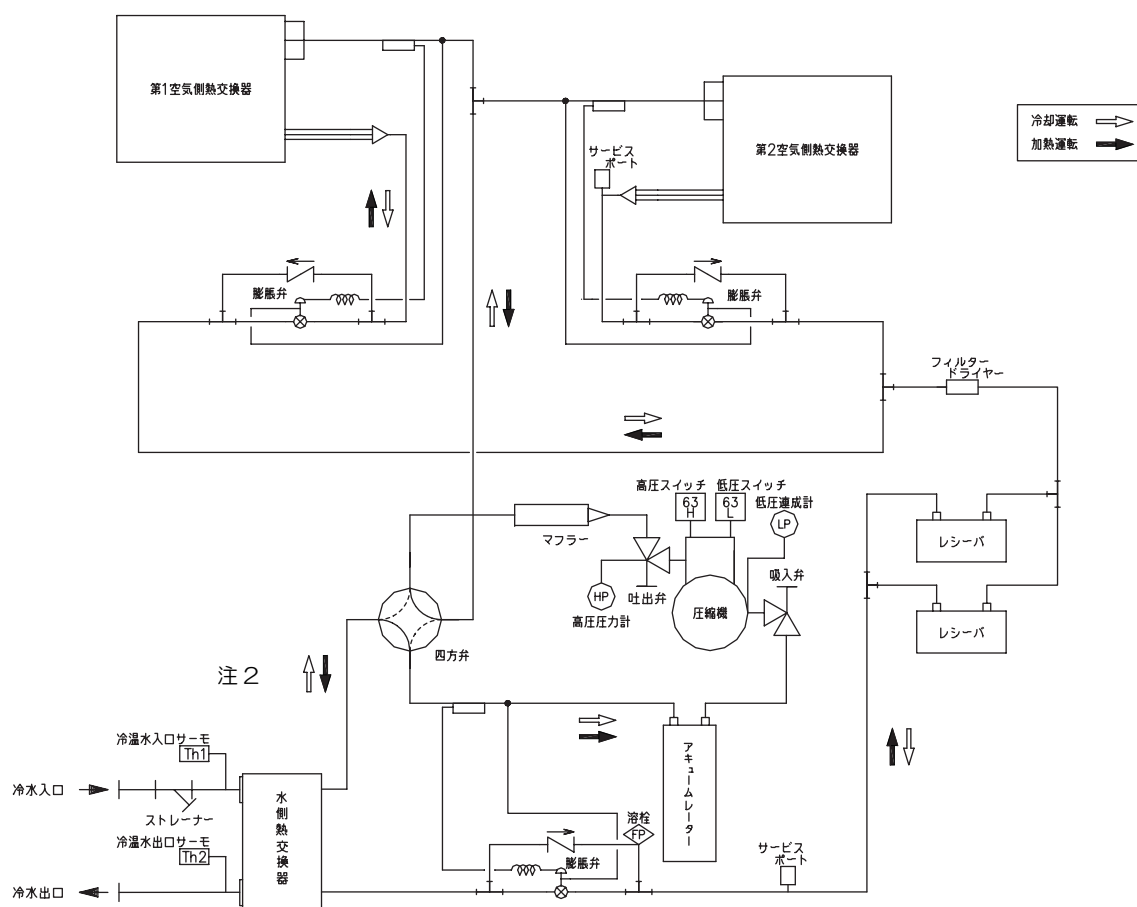 第1空気側熱交換器
第2空気側熱交換器
冷却運転
加熱運転
サービス
ポート
膨脹弁
膨脹弁
フィルター
ドライヤー
高圧スイッチ
低圧スイッチ
63
H
63
L
低圧連成計
LP
マフラー
吸入弁
HP
吐出弁
高圧圧力計
圧縮機
レシーバ
レシーバ
四方弁
注2
冷温水入口サーモ
Th1
冷水入口
ストレーナー
冷温水出口サーモ
Th2
冷水出口
水側熱交換器
アキュームレーター
溶栓
FP
膨脹弁
サービス
ポート